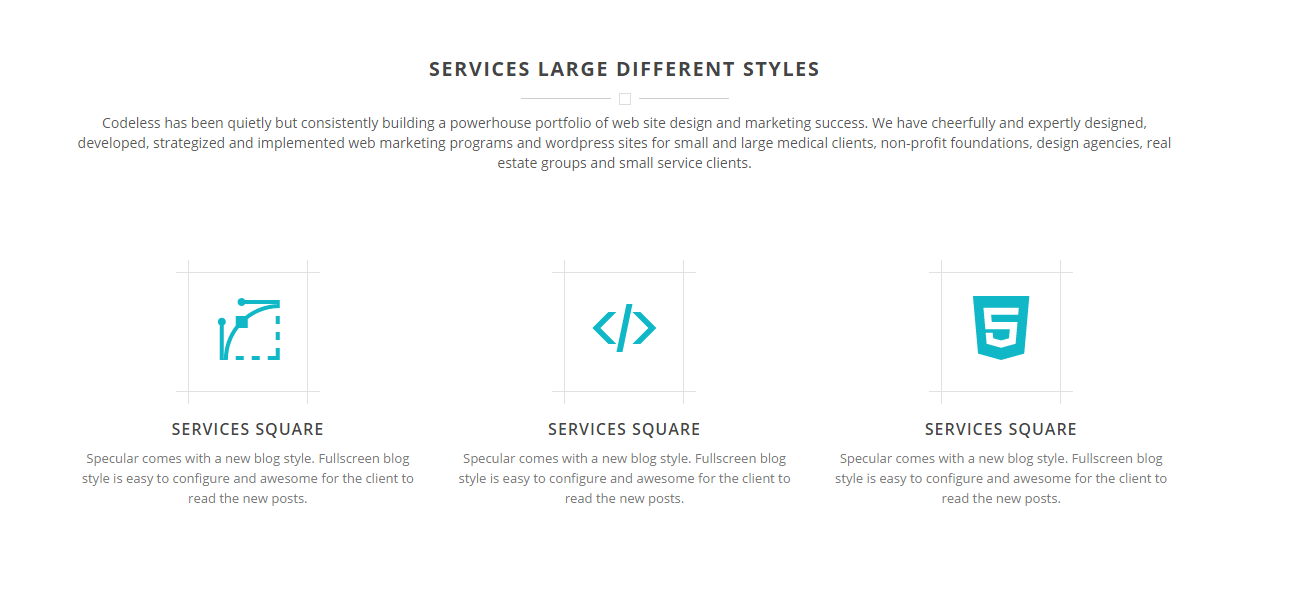 SERVICES LARGE DIFFERENT STYLES
Codeless has been quietly but consistently building a powerhouse portfolio of web site design and marketing success. We have cheerfully and expertly designed,
developed, strategized and implemented web marketing programs and wordpress sites for small and large medical clients, non-profit foundations, design agencies, real
estate groups and small service clients.
SERVICES SQUARE
Specular comes with a new blog style. Fullscreen blog
style is easy to configure and awesome for the client to
read the new posts.
SERVICES SQUARE
Specular comes with a new blog style. Fullscreen blog
style is easy to configure and awesome for the client to
read the new posts.
SERVICES SQUARE
Specular comes with a new blog style. Fullscreen blog
style is easy to configure and awesome for the client to
read the new posts.